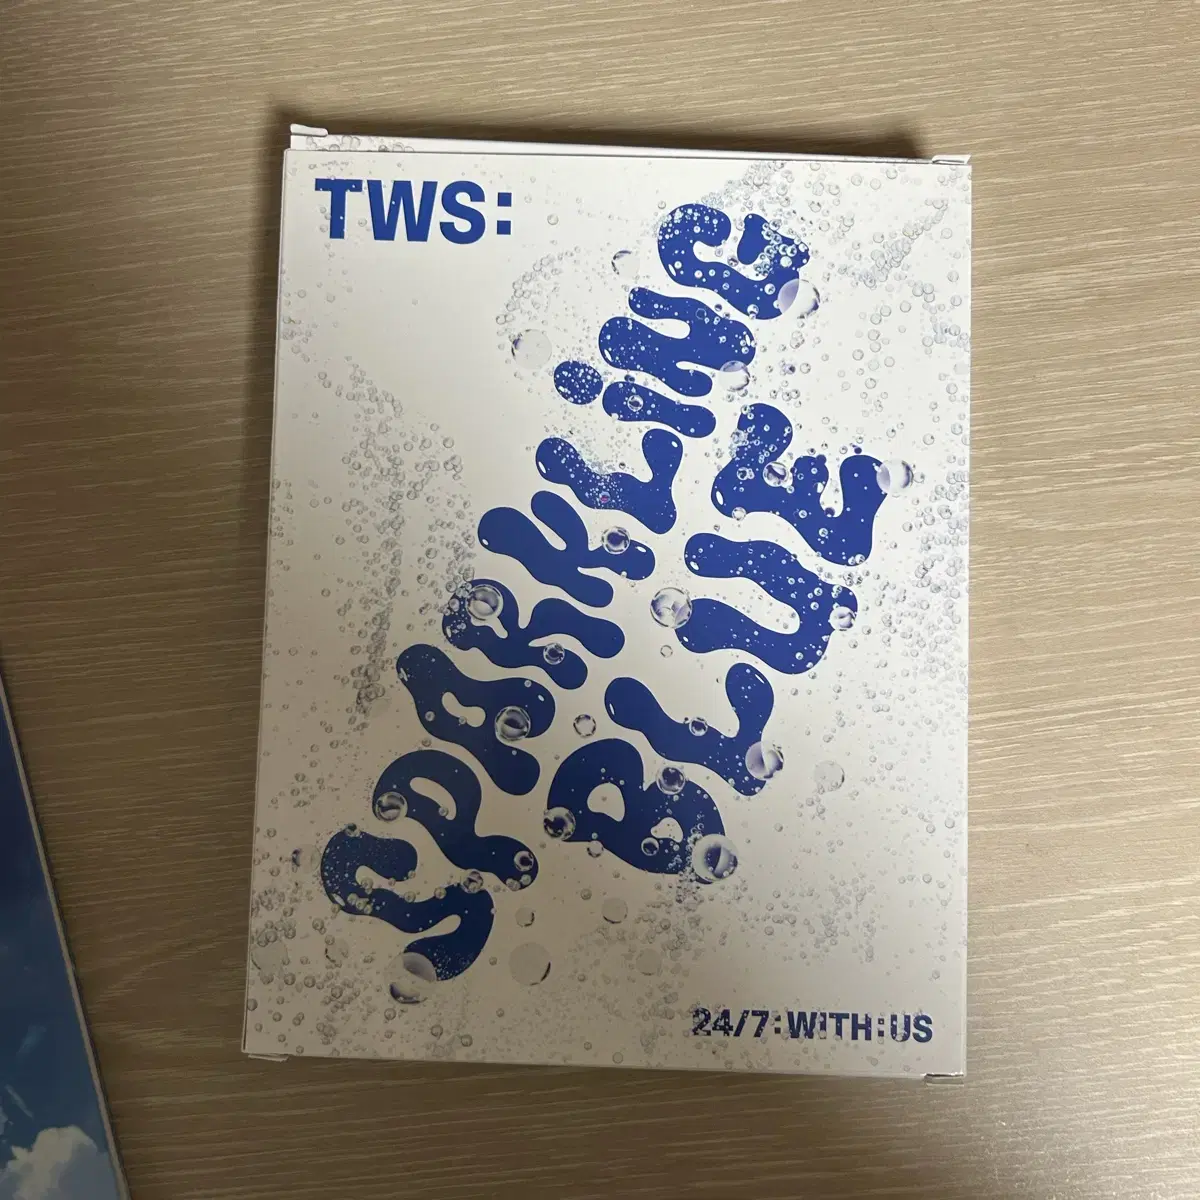 TWS:
SPARKLiNG
BLUE
24/7:WITH:US